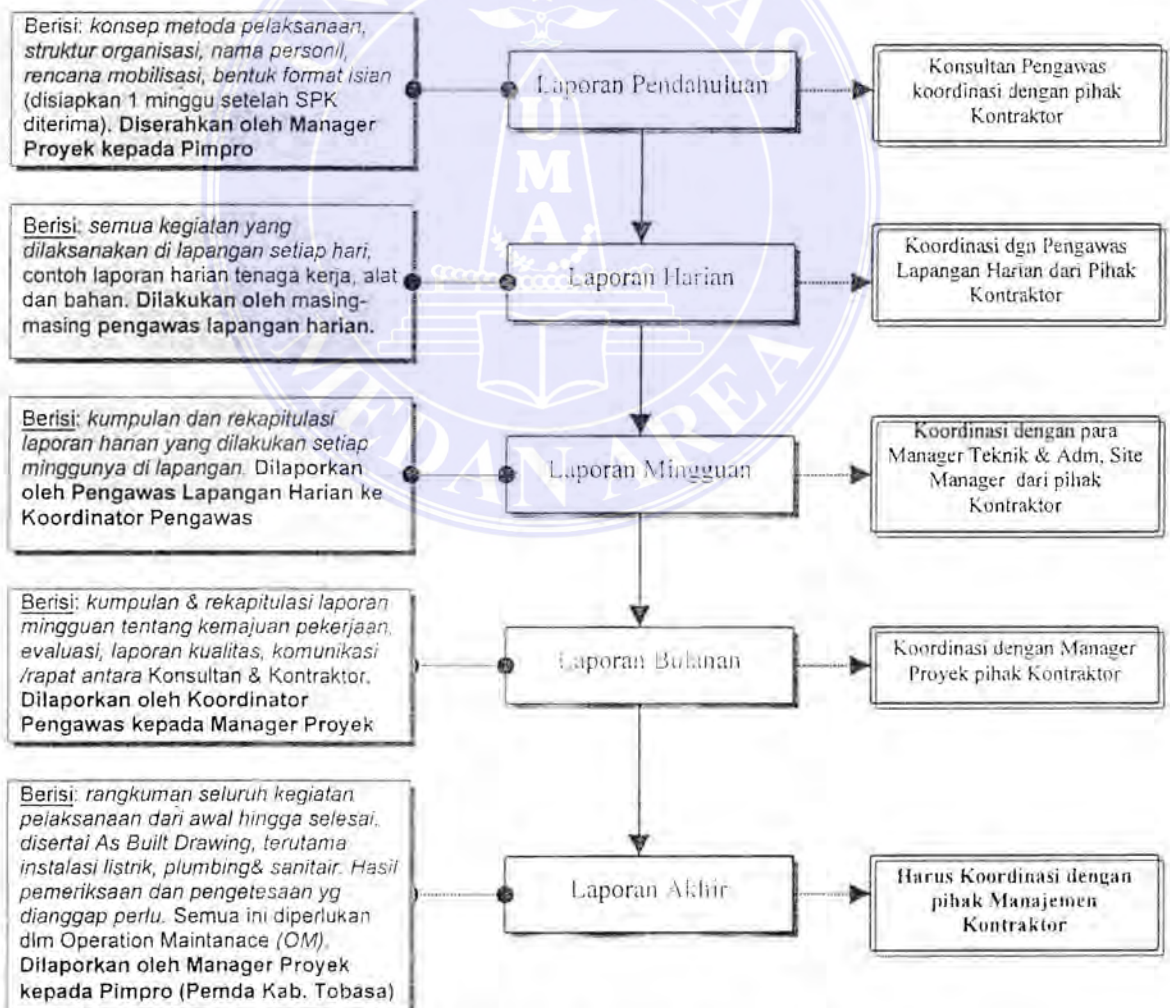 Berisi: konsep metoda pelaksanaan,
struktur organisasi, nama personil,
rencana mobilisasi, bentuk format isian
(disiapkan 1 minggu setelah SPK
diterima). Diserahkan oleh Manager
Proyek kepada Pimpro
Laporan Pendahuluan
Konsultan Pengawas
koordinasi dengan pihak
Kontraktor
Berisi: semua kegiatan yang
dilaksanakan di lapangan setiap hari,
contoh laporan harian tenaga kerja, alat
dan bahan. Dilakukan oleh masing-
masing pengawas lapangan harian.
Laporan Harian
Koordinasi dgn Pengawas
Lapangan Harian dari Pihak
Kontraktor
Berisi: kumpulan dan rekapitulasi
laporan harian yang dilakukan setiap
minggunya di lapangan. Dilaporkan
oleh Pengawas Lapangan Harian ke
Koordinator Pengawas
Laporan Mingguan
Koordinasi dengan para
Manager Teknik & Adm, Site
Manager dari pihak
Kontraktor
Berisi: kumpulan & rekapitulasi laporan
mingguan tentang kemajuan pekerjaan,
evaluasi, laporan kualitas, komunikasi
/rapat antara Konsultan & Kontraktor.
Dilaporkan oleh Koordinator
Pengawas kepada Manager Proyek
Laporan Bulanan
Koordinasi dengan Manager
Proyek pihak Kontraktor
Berisi: rangkuman seluruh kegiatan
pelaksanaan dari awal hingga selesai,
disertai As Built Drawing, terutama
instalasi listrik, plumbing& sanitair. Hasil
pemeriksaan dan pengetesaan yg
dianggap perlu. Semua ini diperlukan
dlm Operation Maintanace (OM).
Dilaporkan oleh Manager Proyek
kepada Pimpro (Pemda Kab. Tobasa)
Laporan Akhir
Harus Koordinasi dengan
pihak Manajemen
Kontraktor
UMA
MEDAN AREA